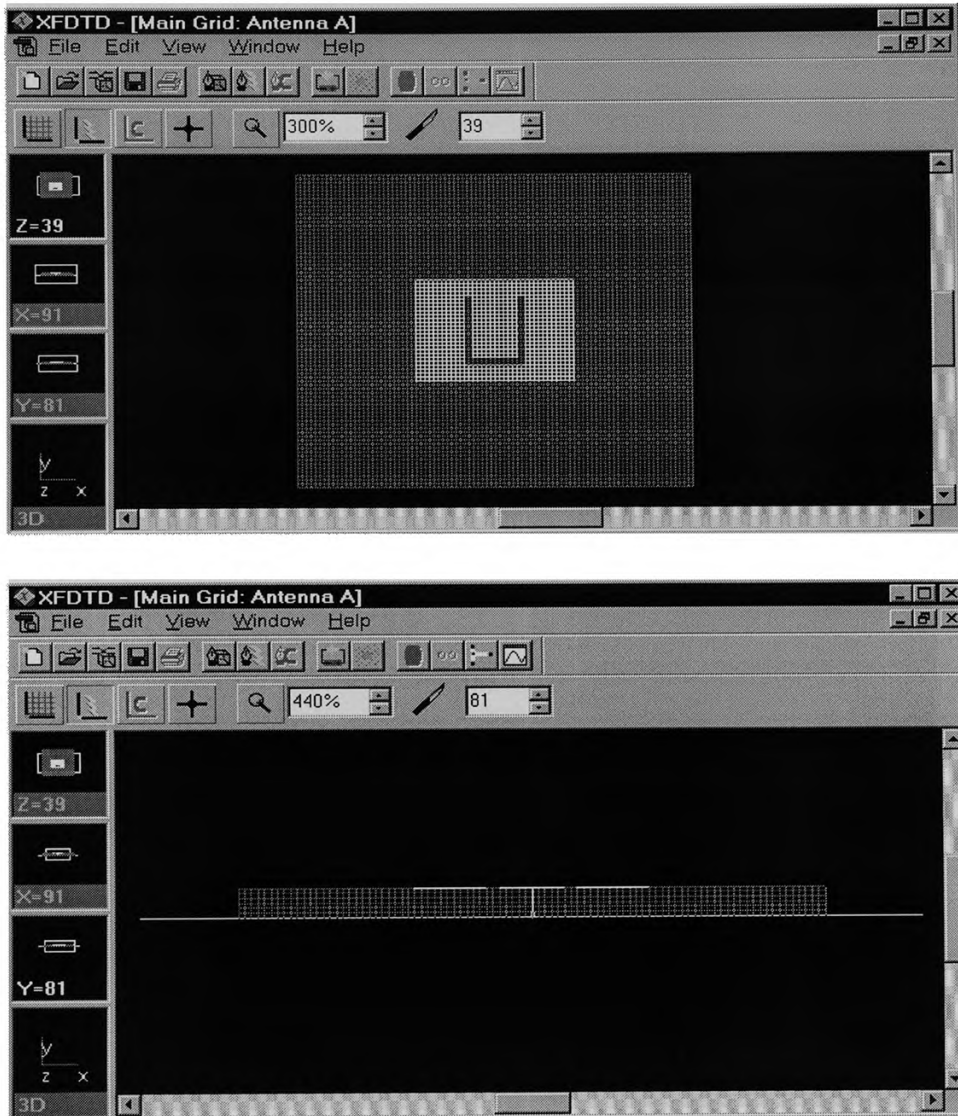 XFDTD - [Main Grid: Antenna A]
File Edit View Window Help
300% 39
Z=39
X=91
Y=81
y
z x
3D
XFDTD - [Main Grid: Antenna A]
File Edit View Window Help
440% 81
Z=39
X=91
Y=81
y
z x
3D